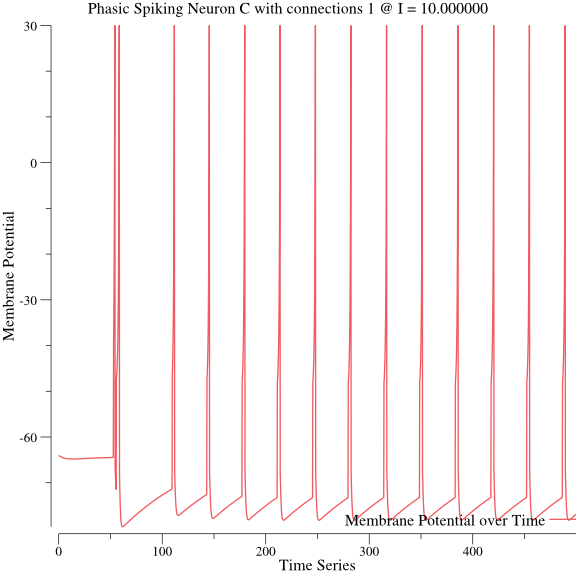 Phasic Spiking Neuron C with connections 1 @ I = 10.000000
30
0
-30
-60
Membrane Potential
Membrane Potential over Time
0
100
200
300
400
Time Series